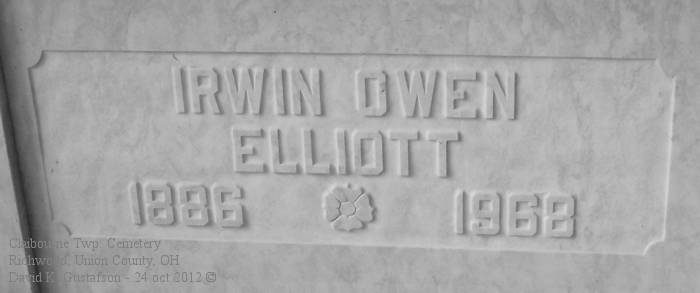 IRWIN OWEN
ELLIOTT
1886 1968
Claibourne Twp. Cemetery
Richwood, Union County, OH
David K. Gustafson - 24 oct 2012 ©